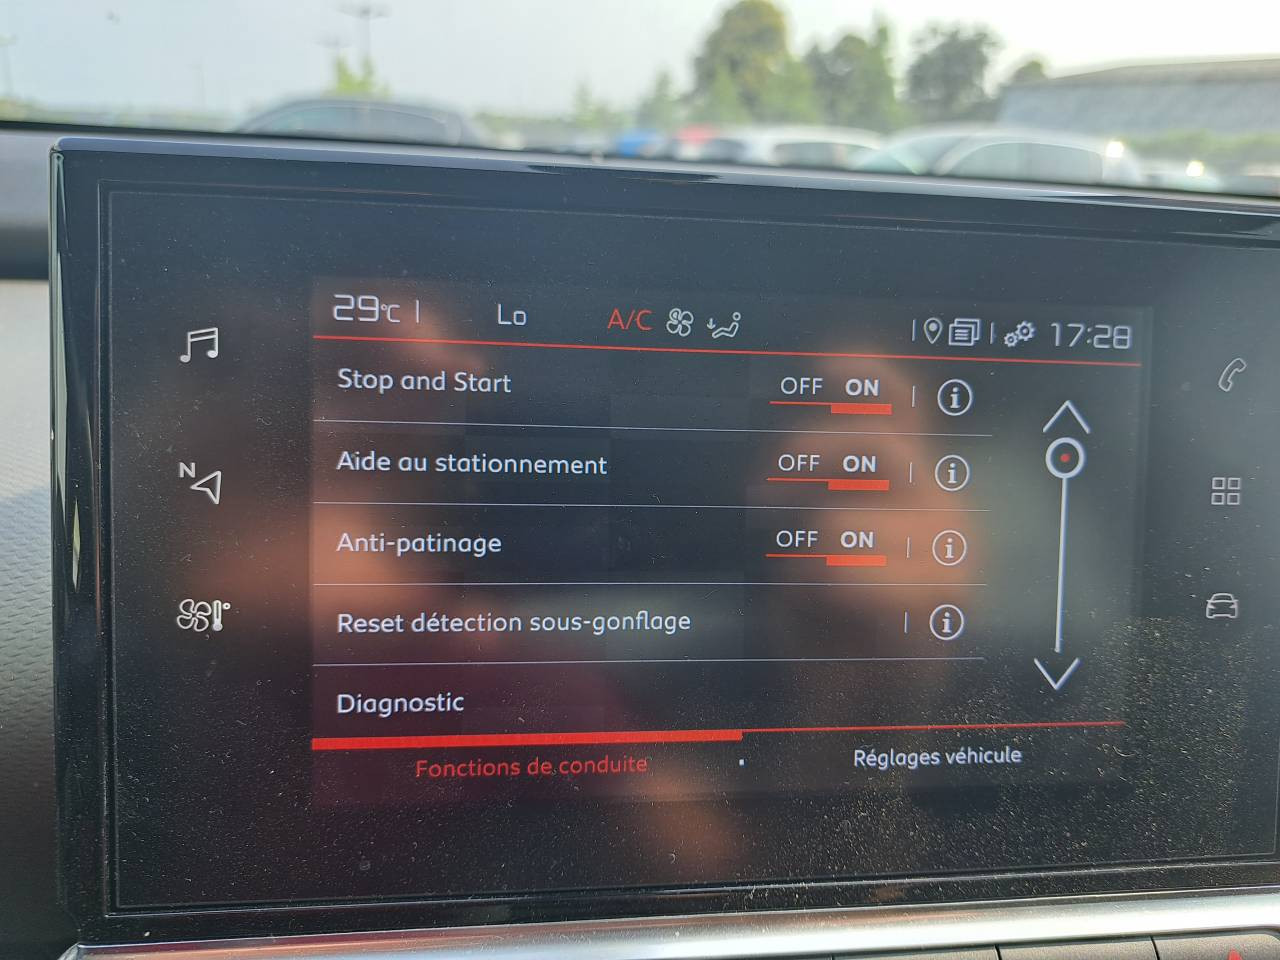 29°C Lo A/C 17:28
Stop and Start OFF ON
N
Aide au stationnement OFF ON
Anti-patinage OFF ON
Reset détection sous-gonflage
Diagnostic
Fonctions de conduite Réglages véhicule